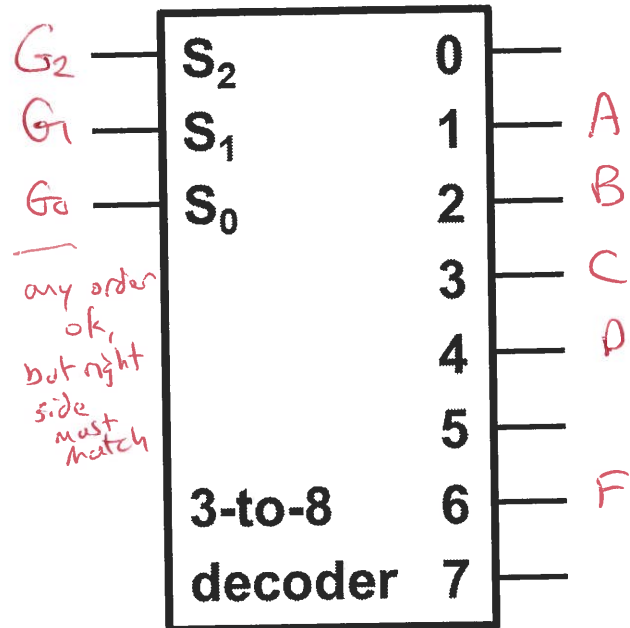 G2 S2 0
G1 S1 1 A
G0 S0 2 B
3 C
any order
ok,
but right
side
must
match
4 D
5
3-to-8 6 F
decoder 7